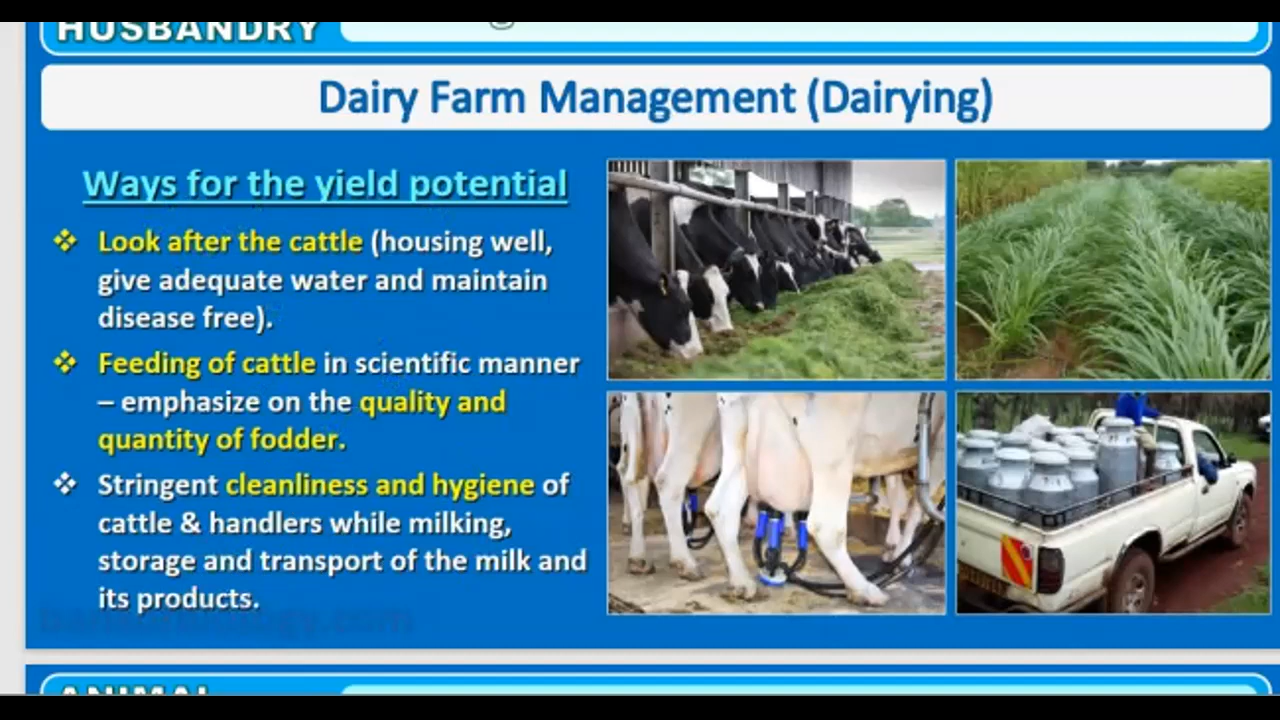 HUSBANDRY
Dairy Farm Management (Dairying)
Ways for the yield potential
❖ Look after the cattle (housing well,
give adequate water and maintain
disease free).
❖ Feeding of cattle in scientific manner
– emphasize on the quality and
quantity of fodder.
❖ Stringent cleanliness and hygiene of
cattle & handlers while milking,
storage and transport of the milk and
its products.
ANIMAL